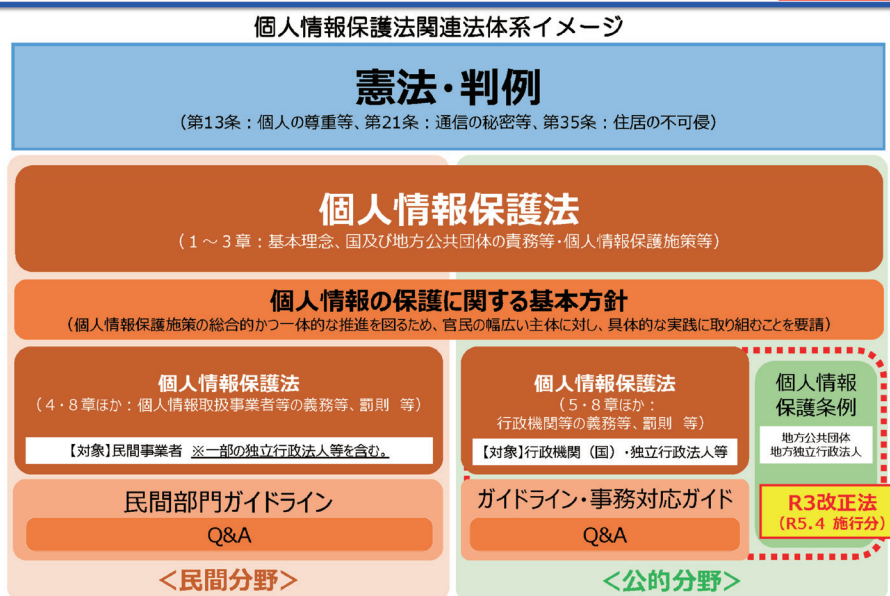 個人情報保護法関連法体系イメージ
憲法・判例
（第13条：個人の尊重等、第21条：通信の秘密等、第35条：住居の不可侵）
個人情報保護法
（１～３章：基本理念、国及び地方公共団体の責務等・個人情報保護施策等）
個人情報の保護に関する基本方針
（個人情報保護施策の総合的かつ一体的な推進を図るため、官民の幅広い主体に対し、具体的な実践に取り組むことを要請）
個人情報保護法
（４・８章ほか：個人情報取扱事業者等の義務等、罰則 等）
【対象】民間事業者 ※一部の独立行政法人等を含む。
民間部門ガイドライン
Q&A
＜民間分野＞
個人情報保護法
（５・８章ほか：
行政機関等の義務等、罰則 等）
【対象】行政機関（国）・独立行政法人等
ガイドライン・事務対応ガイド
Q&A
個人情報
保護条例
地方公共団体
地方独立行政法人
R3改正法
（R5.4 施行分）
＜公的分野＞